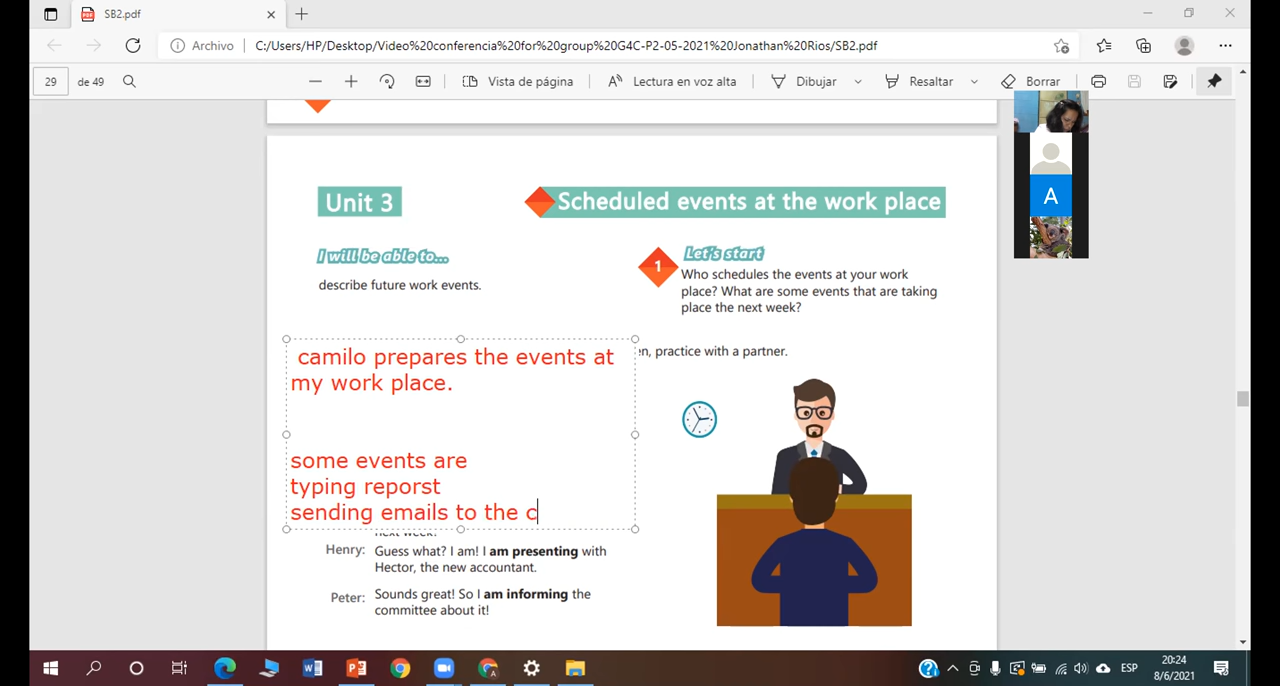 SB2.pdf
Archivo C:/Users/HP/Desktop/Video%20conferencia%20for%20group%20G4C-P2-05-2021%20Jonathan%20Rios/SB2.pdf
29 de 49 Vista de página Lectura en voz alta Dibujar Resaltar Borrar
Unit 3
Scheduled events at the work place
I will be able to...
describe future work events.
1
Let's start
Who schedules the events at your work
place? What are some events that are taking
place the next week?
camilo prepares the events at
my work place.
en, practice with a partner.
some events are
typing reporst
sending emails to the c
next week?
Henry: Guess what? I am! I am presenting with
Hector, the new accountant.
Peter: Sounds great! So I am informing the
committee about it!
A
ESP
20:24
8/6/2021